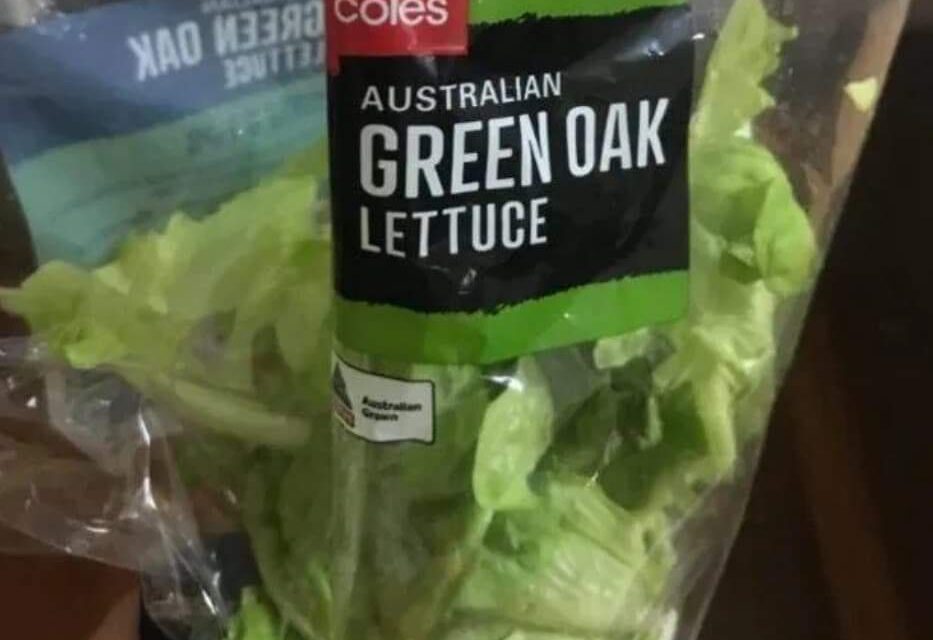 coles
AUSTRALIAN
GREEN OAK
LETTUCE
Australian
Grown
GREEN OAK
LETTUCE